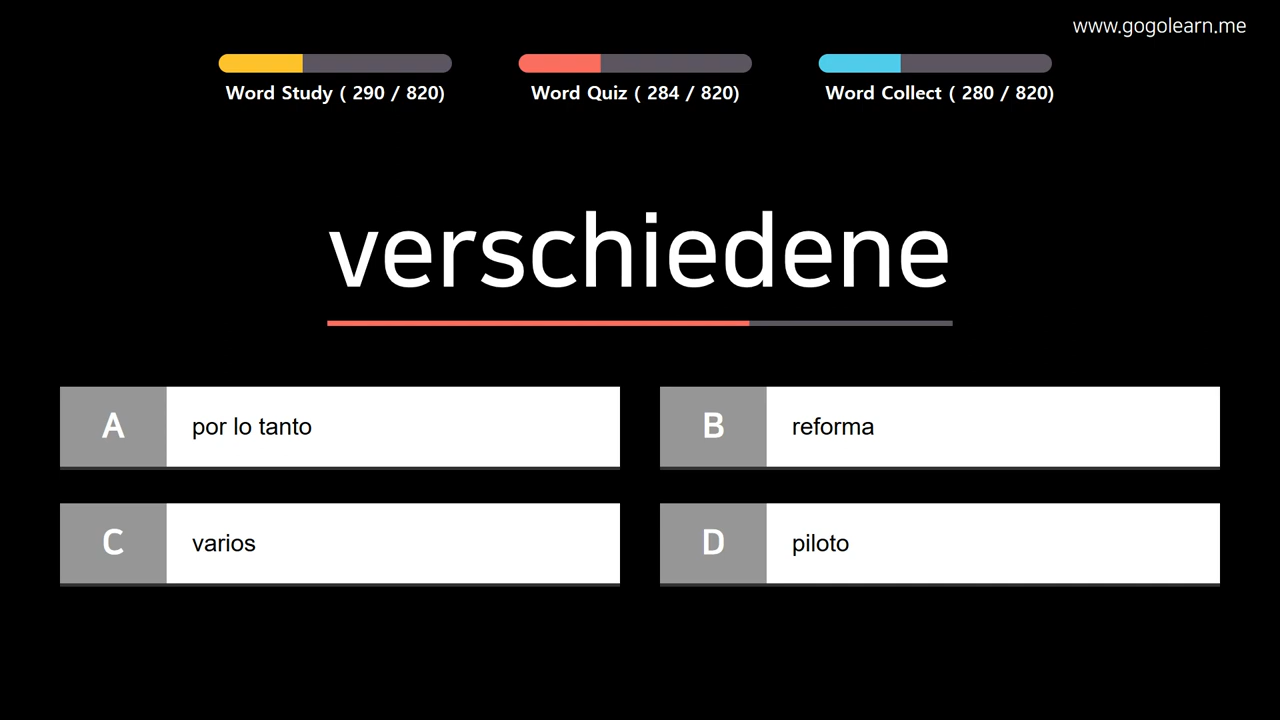 www.gogolearn.me
Word Study ( 290 / 820)
Word Quiz ( 284 / 820)
Word Collect ( 280 / 820)
verschiedene
A por lo tanto
B reforma
C varios
D piloto